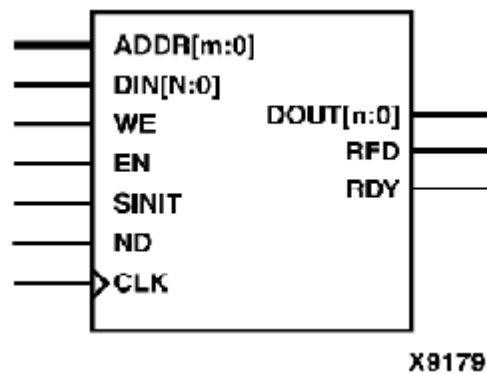 ADDR[m:0]
DIN[N:0]
WE
EN
SINIT
ND
CLK
DOUT[n:0]
RFD
RDY
X9179